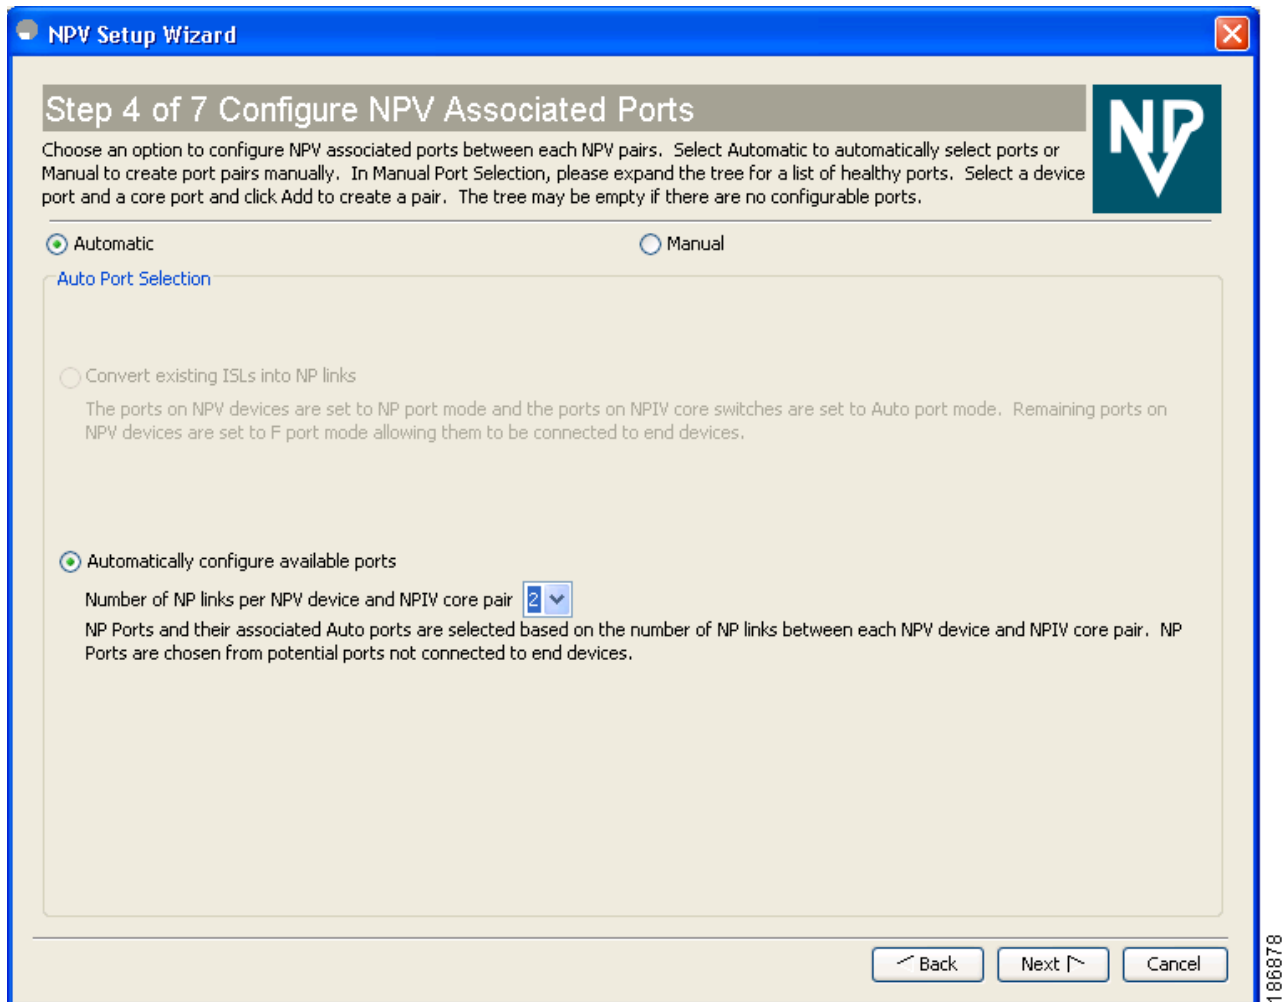 NPV Setup Wizard
Step 4 of 7 Configure NPV Associated Ports
NPV
Choose an option to configure NPV associated ports between each NPV pairs.  Select Automatic to automatically select ports or
Manual to create port pairs manually.  In Manual Port Selection, please expand the tree for a list of healthy ports.  Select a device
port and a core port and click Add to create a pair.  The tree may be empty if there are no configurable ports.
Automatic
Manual
Auto Port Selection
Convert existing ISLs into NP links
The ports on NPV devices are set to NP port mode and the ports on NPIV core switches are set to Auto port mode.  Remaining ports on
NPV devices are set to F port mode allowing them to be connected to end devices.
Automatically configure available ports
Number of NP links per NPV device and NPIV core pair 2
NP Ports and their associated Auto ports are selected based on the number of NP links between each NPV device and NPIV core pair.  NP
Ports are chosen from potential ports not connected to end devices.
Back
Next
Cancel
186878